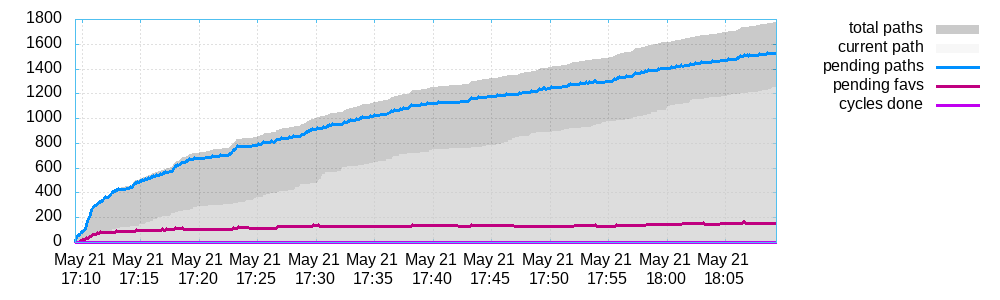 1800
1600
1400
1200
1000
800
600
400
200
0
May 21 May 21 May 21 May 21 May 21 May 21 May 21 May 21 May 21 May 21 May 21 May 21
17:10 17:15 17:20 17:25 17:30 17:35 17:40 17:45 17:50 17:55 18:00 18:05
total paths
current path
pending paths
pending favs
cycles done